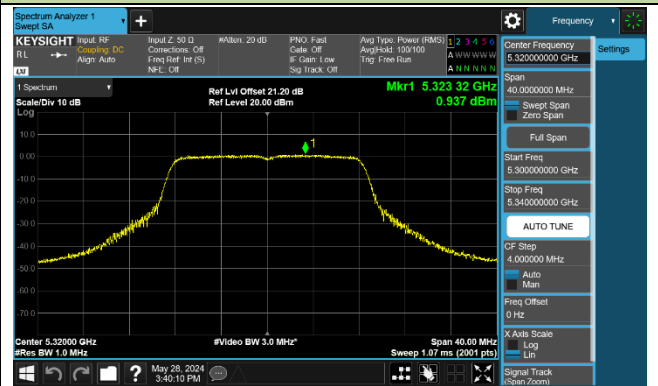 Spectrum Analyzer 1
Swept SA
Frequency
KEYSIGHT
RL
LXI
Input: RF
Coupling: DC
Align: Auto
Input Z: 50 Ω
Corrections: Off
Freq Ref: Int (S)
NFE: Off
#Atten: 20 dB
PNO: Fast
Gate: Off
IF Gain: Low
Sig Track: Off
Avg Type: Power (RMS)
Avg|Hold: 100/100
Trig: Free Run
1 2 3 4 5 6
A W W W W W
A N N N N N
1 Spectrum
Scale/Div 10 dB
Log
Ref Lvl Offset 21.20 dB
Ref Level 20.00 dBm
Mkr1 5.323 32 GHz
0.937 dBm
10.0
0.00
-10.0
-20.0
-30.0
-40.0
-50.0
-60.0
-70.0
1
Center 5.32000 GHz
#Res BW 1.0 MHz
#Video BW 3.0 MHz*
Span 40.00 MHz
Sweep 1.07 ms (2001 pts)
May 28, 2024
3:40:10 PM
Center Frequency
5.32000000 GHz
Settings
Span
40.0000000 MHz
Swept Span
Zero Span
Full Span
Start Freq
5.300000000 GHz
Stop Freq
5.340000000 GHz
AUTO TUNE
CF Step
4.000000 MHz
Auto
Man
Freq Offset
0 Hz
X Axis Scale
Log
Lin
Signal Track
(Span Zoom)